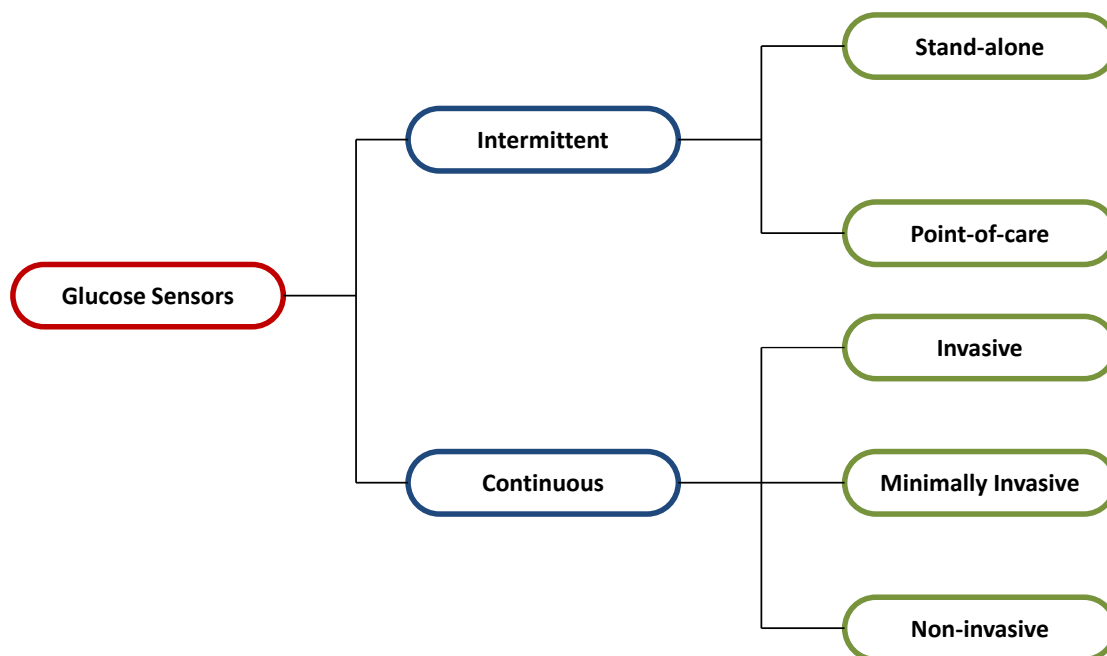 Stand-alone
Intermittent
Point-of-care
Glucose Sensors
Invasive
Continuous
Minimally Invasive
Non-invasive